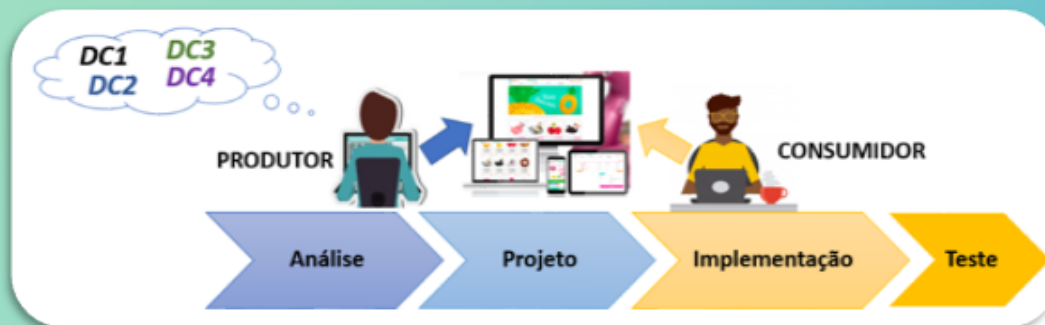 DC1 DC3
DC2 DC4
PRODUTOR
CONSUMIDOR
Análise
Projeto
Implementação
Teste